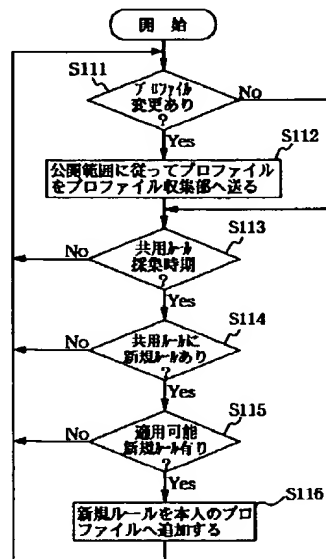 開 始
S111
プロファイル
変更あり
?
No
Yes
S112
公開範囲に従ってプロファイル
をプロファイル収集部へ送る
S113
共用ルール
採集時期
?
No
Yes
S114
共用ルールに
新規ルールあり
?
No
Yes
S115
適用可能
新規ルール有り
?
No
Yes
S116
新規ルールを本人のプロ
ファイルへ追加する